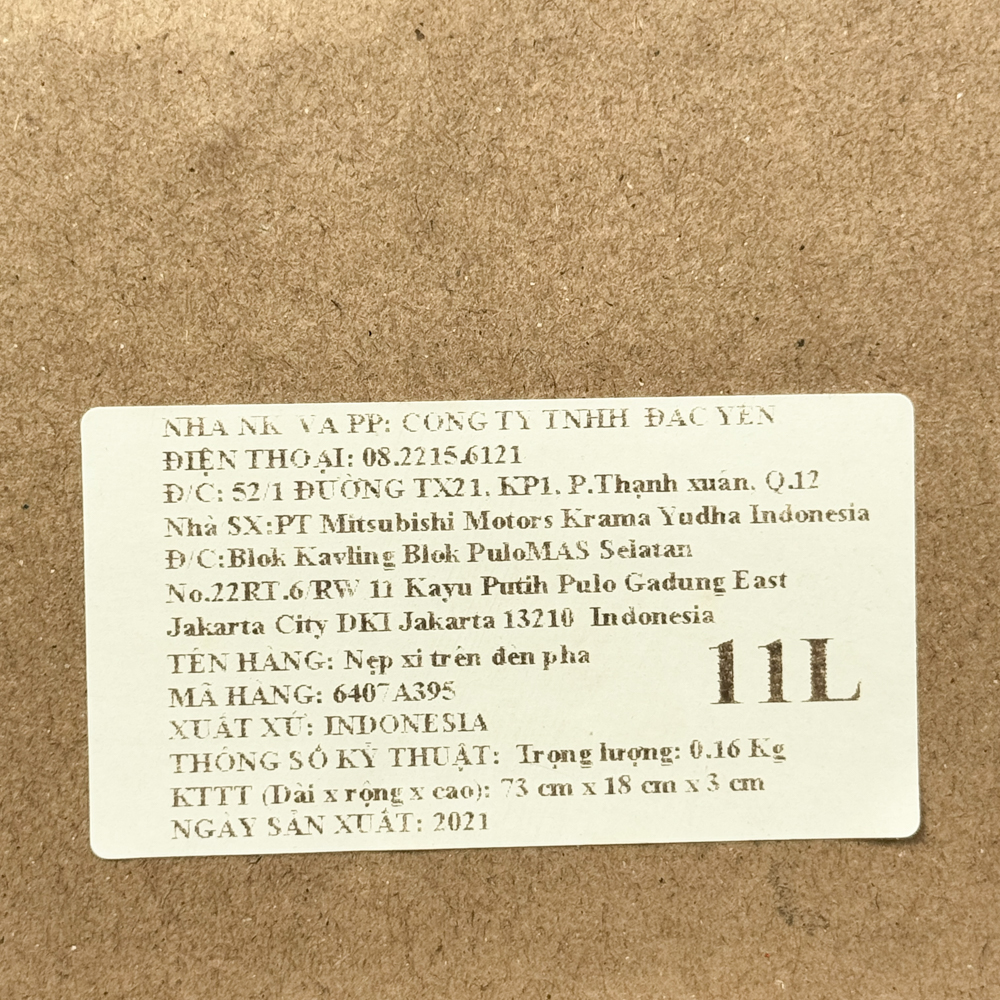 NHA NK VA PP: CONG TY TNHH ĐAC YEN
ĐIỆN THOẠI: 08.2215.6121
Đ/C: 52/1 ĐƯỜNG TX21, KP1, P.Thạnh xuân, Q.12
Nhà SX:PT Mitsubishi Motors Krama Yudha Indonesia
Đ/C:Blok Kavling Blok PuloMAS Selatan
No.22RT.6/RW 11 Kayu Putih Pulo Gadung East
Jakarta City DKI Jakarta 13210 Indonesia
TÊN HÀNG: Nẹp xi trên đèn pha
11L
MÃ HÀNG: 6407A395
XUẤT XỨ: INDONESIA
THÔNG SỐ KỸ THUẬT: Trọng lượng: 0.16 Kg
KTTT (Dài x rộng x cao): 73 cm x 18 cm x 3 cm
NGÀY SẢN XUẤT: 2021